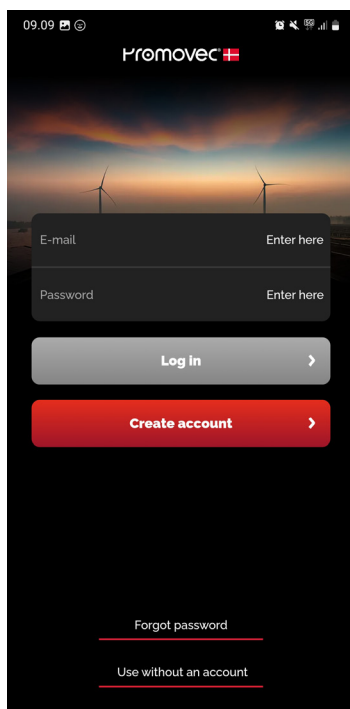 09.09
Promovec
E-mail Enter here
Password Enter here
Log in
Create account
Forgot password
Use without an account